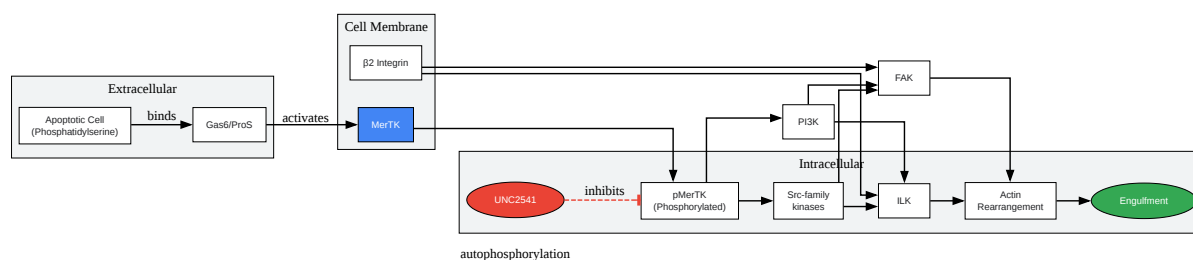 Cell Membrane
β2 Integrin
Extracellular
FAK
Apoptotic Cell
(Phosphatidylserine)
binds
Gas6/ProS
activates
MerTK
PI3K
Intracellular
UNC2541
inhibits
pMerTK
(Phosphorylated)
Src-family
kinases
ILK
Actin
Rearrangement
Engulfment
autophosphorylation